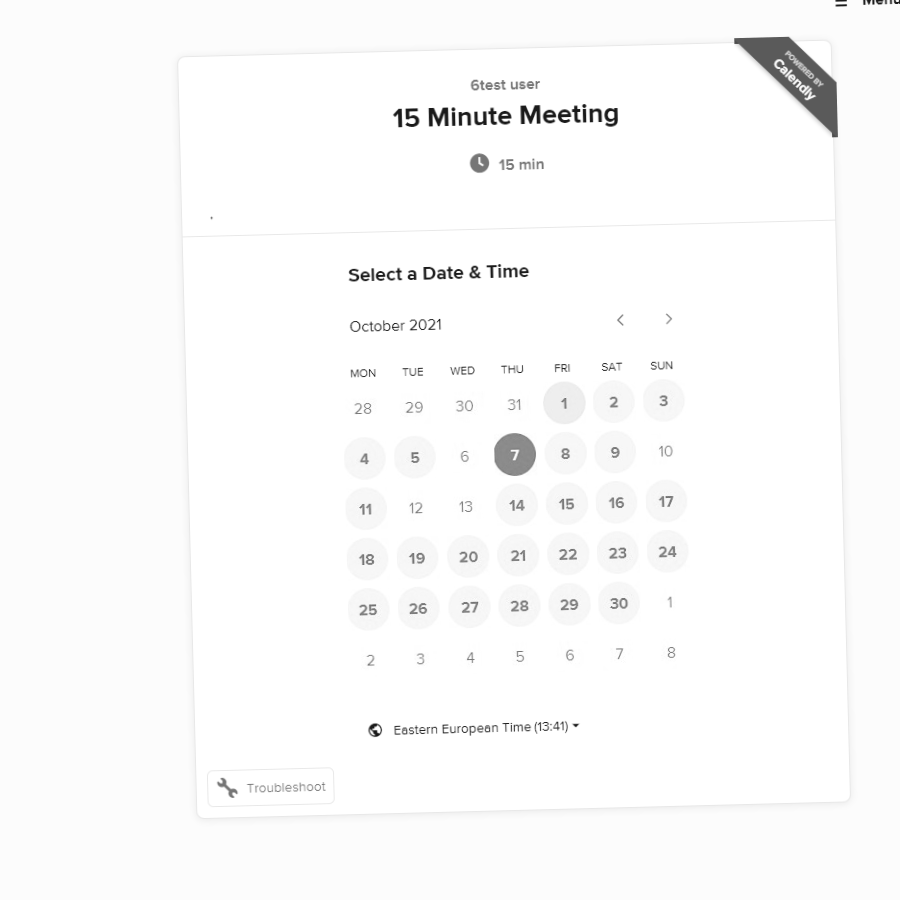 Menu
6test user
15 Minute Meeting
15 min
POWERED BY
Calendly
Select a Date & Time
October 2021
MON TUE WED THU FRI SAT SUN
28 29 30 31 1 2 3
4 5 6 7 8 9 10
11 12 13 14 15 16 17
18 19 20 21 22 23 24
25 26 27 28 29 30 1
2 3 4 5 6 7 8
Eastern European Time (13:41)
Troubleshoot